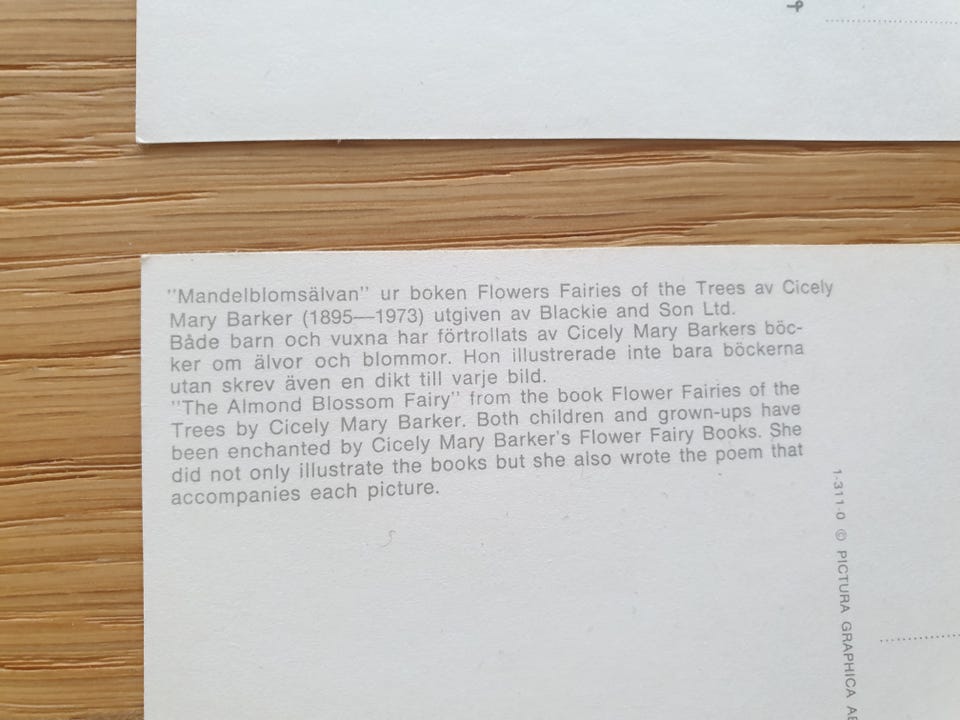 "Mandelblomsälvan" ur boken Flowers Fairies of the Trees av Cicely
Mary Barker (1895—1973) utgiven av Blackie and Son Ltd.
Både barn och vuxna har förtrollats av Cicely Mary Barkers böc-
ker om älvor och blommor. Hon illustrerade inte bara böckerna
utan skrev även en dikt till varje bild.
"The Almond Blossom Fairy" from the book Flower Fairies of the
Trees by Cicely Mary Barker. Both children and grown-ups have
been enchanted by Cicely Mary Barker's Flower Fairy Books. She
did not only illustrate the books but she also wrote the poem that
accompanies each picture.
1-311-0 © PICTURA GRAPHICA